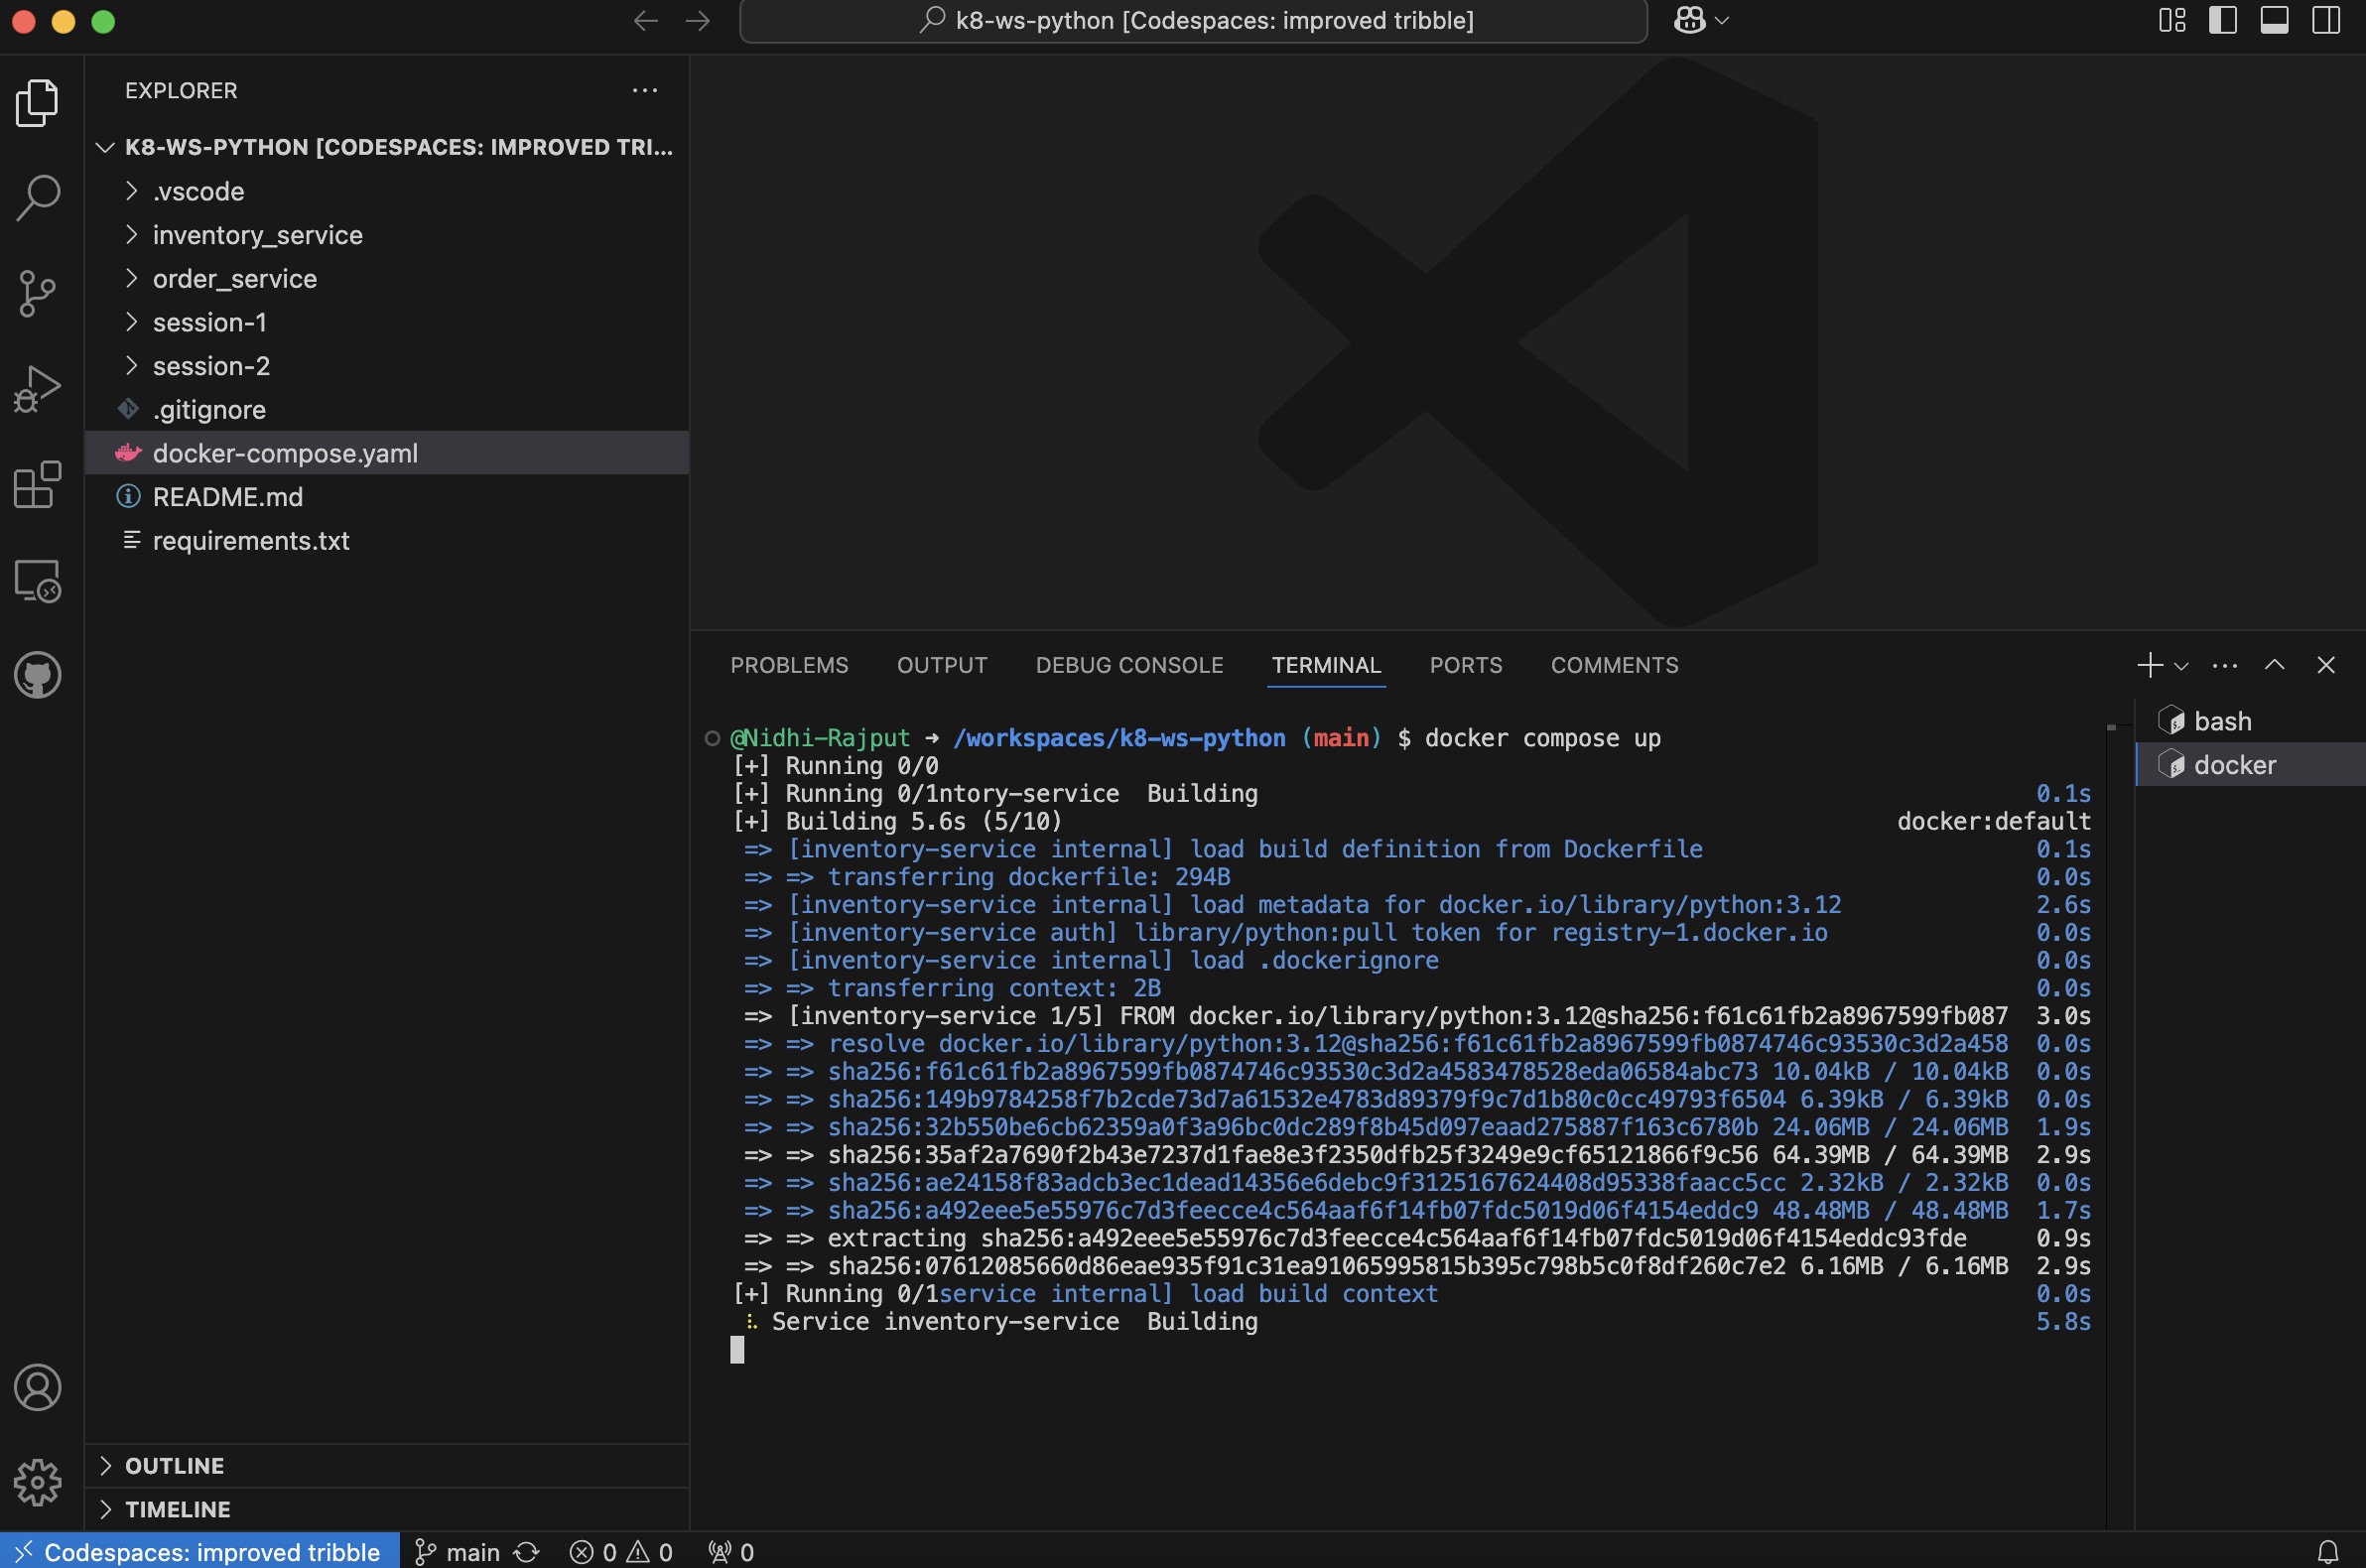 k8-ws-python [Codespaces: improved tribble]
EXPLORER
K8-WS-PYTHON [CODESPACES: IMPROVED TRI...
.vscode
inventory_service
order_service
session-1
session-2
.gitignore
docker-compose.yaml
README.md
requirements.txt
OUTLINE
TIMELINE
PROBLEMS OUTPUT DEBUG CONSOLE TERMINAL PORTS COMMENTS
bash
docker
@Nidhi-Rajput ➜ /workspaces/k8-ws-python (main) $ docker compose up
[+] Running 0/0
[+] Running 0/1ntory-service  Building 0.1s
[+] Building 5.6s (5/10) docker:default
=> [inventory-service internal] load build definition from Dockerfile 0.1s
=> => transferring dockerfile: 294B 0.0s
=> [inventory-service internal] load metadata for docker.io/library/python:3.12 2.6s
=> [inventory-service auth] library/python:pull token for registry-1.docker.io 0.0s
=> [inventory-service internal] load .dockerignore 0.0s
=> => transferring context: 2B 0.0s
=> [inventory-service 1/5] FROM docker.io/library/python:3.12@sha256:f61c61fb2a8967599fb087 3.0s
=> => resolve docker.io/library/python:3.12@sha256:f61c61fb2a8967599fb0874746c93530c3d2a458 0.0s
=> => sha256:f61c61fb2a8967599fb0874746c93530c3d2a4583478528eda06584abc73 10.04kB / 10.04kB 0.0s
=> => sha256:149b9784258f7b2cde73d7a61532e4783d89379f9c7d1b80c0cc49793f6504 6.39kB / 6.39kB 0.0s
=> => sha256:32b550be6cb62359a0f3a96bc0dc289f8b45d097eaad275887f163c6780b 24.06MB / 24.06MB 1.9s
=> => sha256:35af2a7690f2b43e7237d1fae8e3f2350dfb25f3249e9cf65121866f9c56 64.39MB / 64.39MB 2.9s
=> => sha256:ae24158f83adcb3ec1dead14356e6debc9f3125167624408d95338faacc5cc 2.32kB / 2.32kB 0.0s
=> => sha256:a492eee5e55976c7d3feecce4c564aaf6f14fb07fdc5019d06f4154eddc9 48.48MB / 48.48MB 1.7s
=> => extracting sha256:a492eee5e55976c7d3feecce4c564aaf6f14fb07fdc5019d06f4154eddc93fde 0.9s
=> => sha256:07612085660d86eae935f91c31ea91065995815b395c798b5c0f8df260c7e2 6.16MB / 6.16MB 2.9s
[+] Running 0/1service internal] load build context 0.0s
Service inventory-service  Building 5.8s
Codespaces: improved tribble main 0 0 0